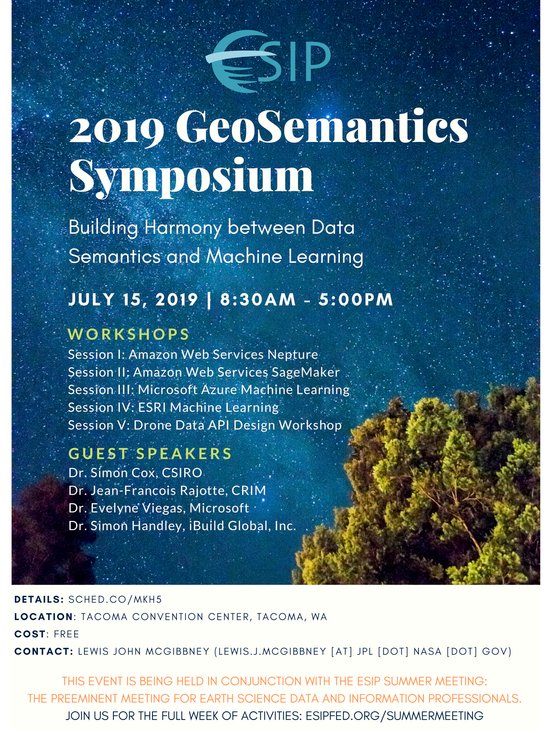 ESIP
2019 GeoSemantics
Symposium
Building Harmony between Data
Semantics and Machine Learning
JULY 15, 2019 | 8:30AM - 5:00PM
WORKSHOPS
Session I: Amazon Web Services Nepture
Session II: Amazon Web Services SageMaker
Session III: Microsoft Azure Machine Learning
Session IV: ESRI Machine Learning
Session V: Drone Data API Design Workshop
GUEST SPEAKERS
Dr. Simon Cox, CSIRO
Dr. Jean-Francois Rajotte, CRIM
Dr. Evelyne Viegas, Microsoft
Dr. Simon Handley, iBuild Global, Inc.
DETAILS: SCHED.CO/MKH5
LOCATION: TACOMA CONVENTION CENTER, TACOMA, WA
COST: FREE
CONTACT: LEWIS JOHN MCGIBBNEY (LEWIS.J.MCGIBBNEY [AT] JPL [DOT] NASA [DOT] GOV)
THIS EVENT IS BEING HELD IN CONJUNCTION WITH THE ESIP SUMMER MEETING:
THE PREEMINENT MEETING FOR EARTH SCIENCE DATA AND INFORMATION PROFESSIONALS.
JOIN US FOR THE FULL WEEK OF ACTIVITIES: ESIPFED.ORG/SUMMERMEETING